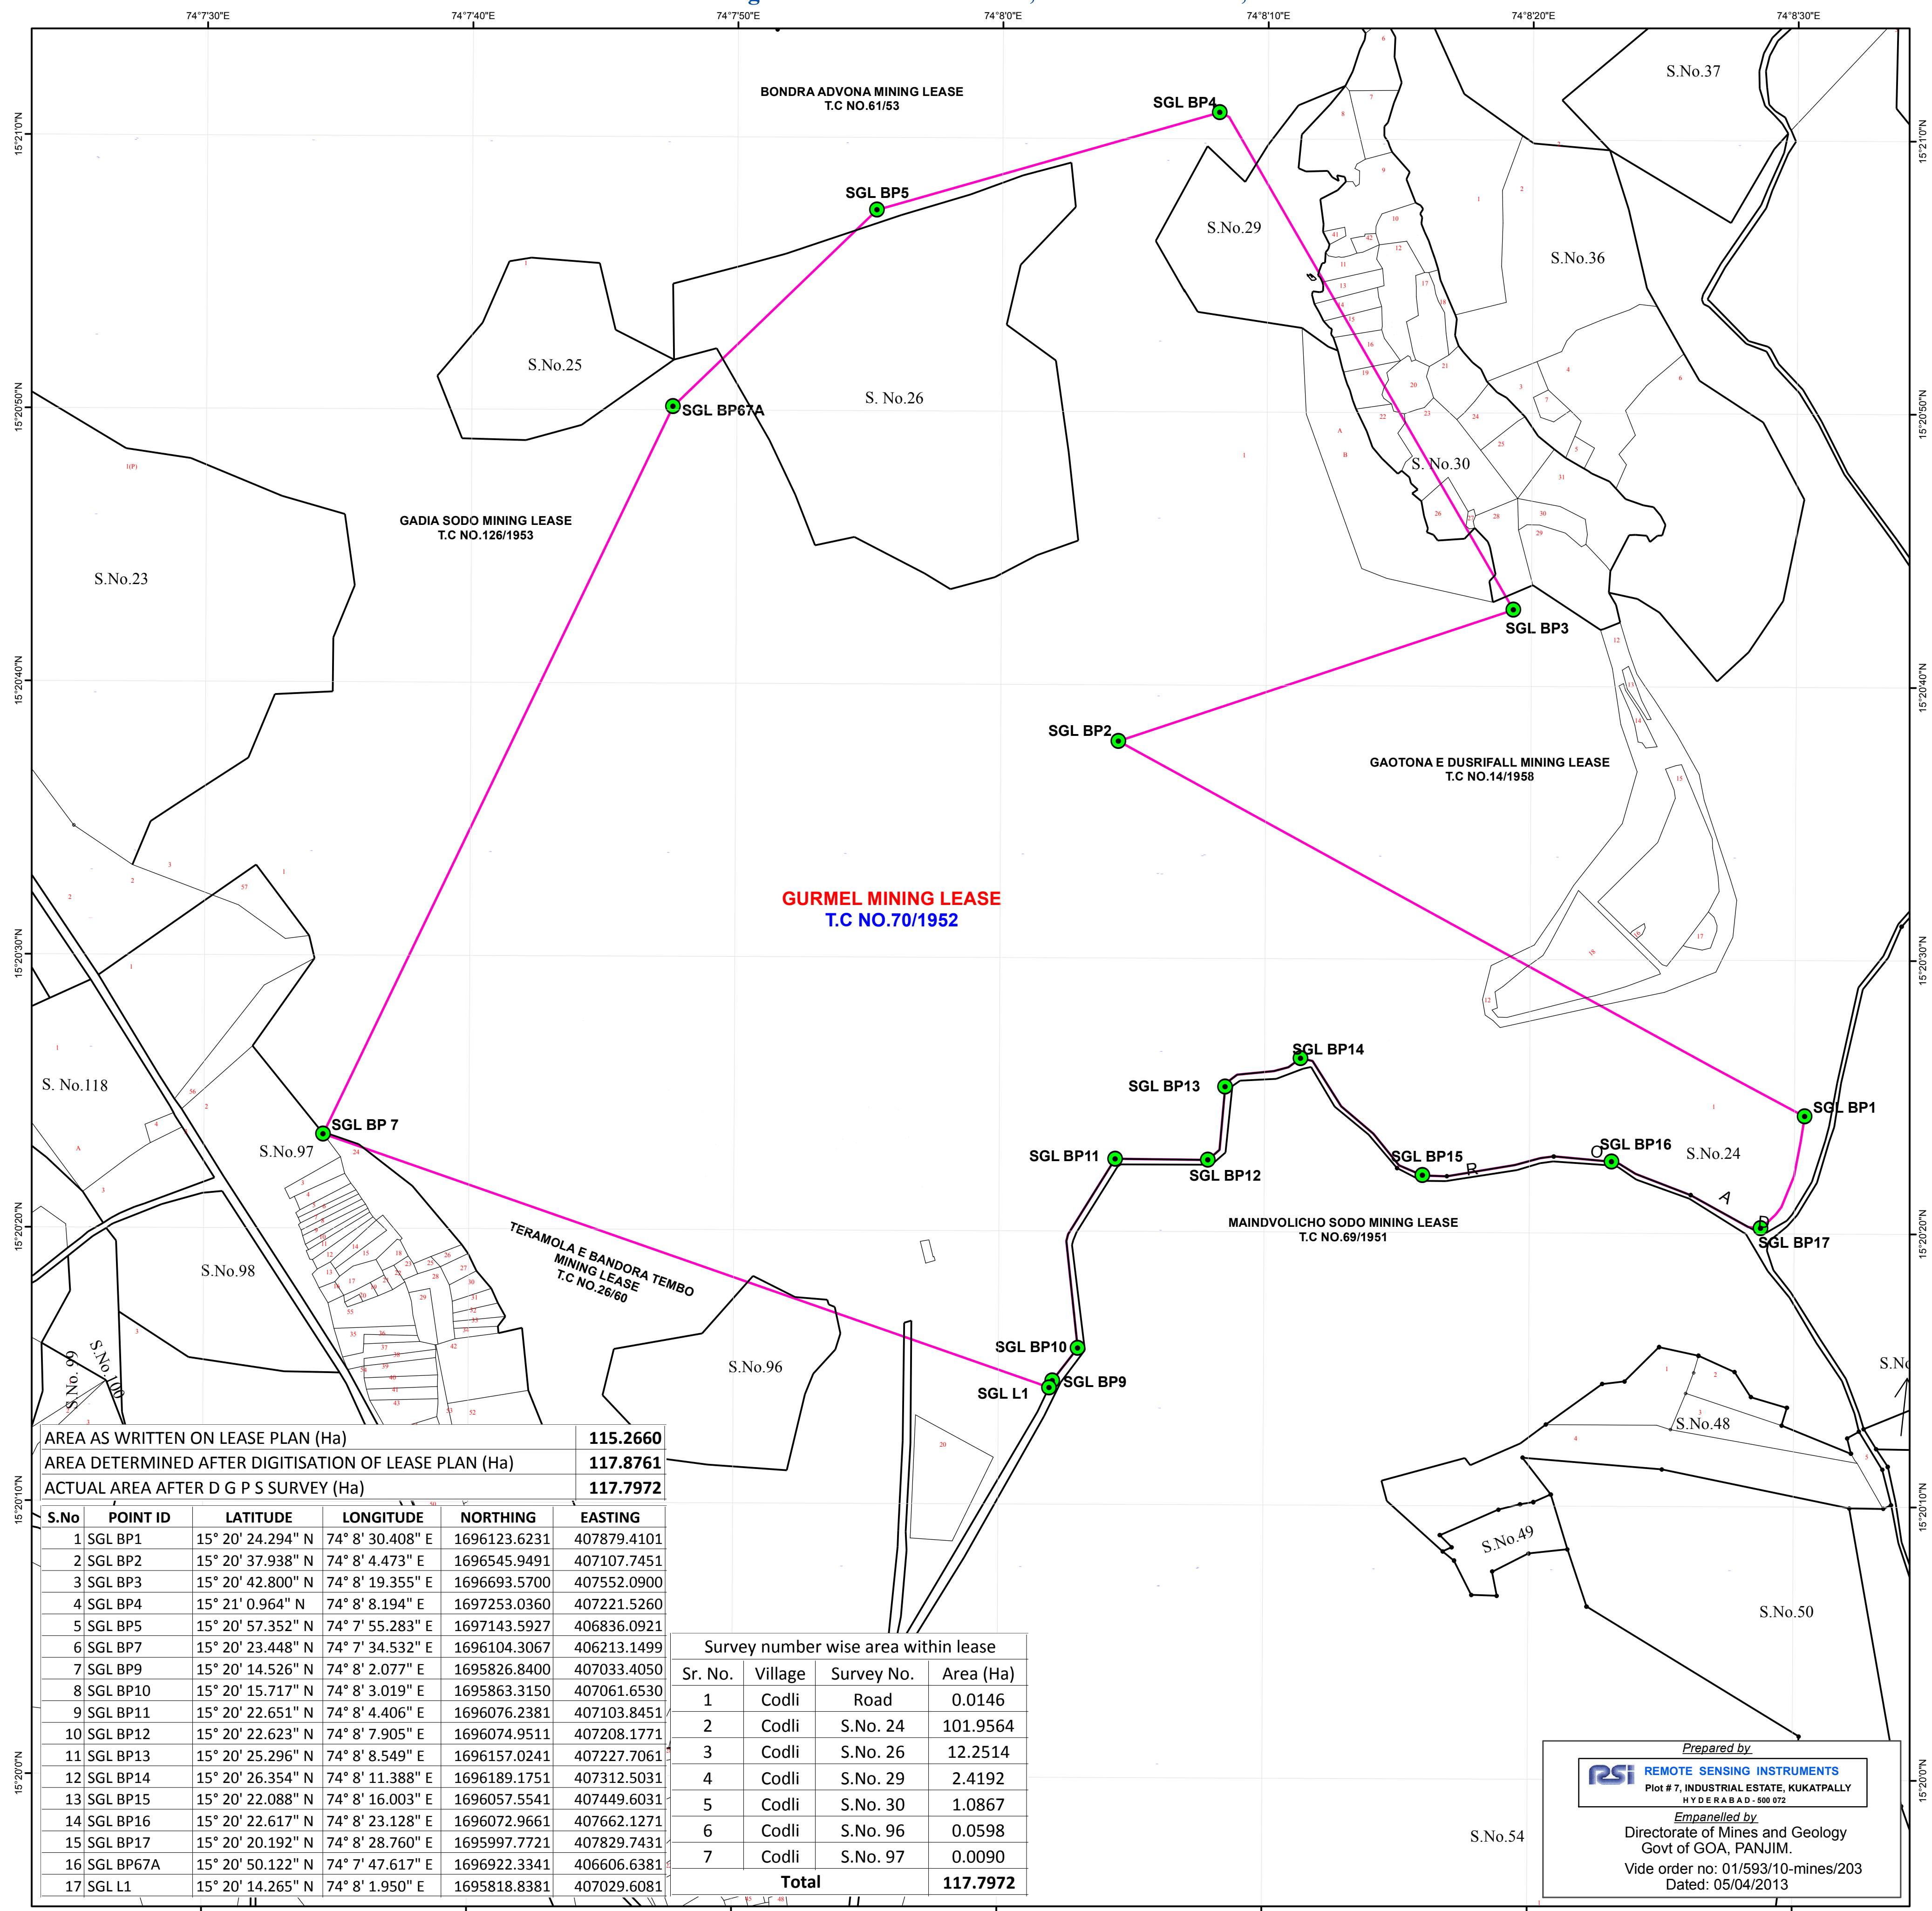 74°7'30"E 74°7'40"E 74°7'50"E 74°8'0"E 74°8'10"E 74°8'20"E 74°8'30"E
15°21'0"N
15°20'50"N
15°20'40"N
15°20'30"N
15°20'20"N
15°20'10"N
15°20'0"N
15°21'0"N
15°20'50"N
15°20'40"N
15°20'30"N
15°20'20"N
15°20'10"N
15°20'0"N
BONDRA ADVONA MINING LEASE
T.C NO.61/53
SGL BP4
S.No.37
SGL BP5
S.No.29
S.No.36
S.No.25
S. No.26
SGL BP67A
S. No.30
GADIA SODO MINING LEASE
T.C NO.126/1953
1(P)
S.No.23
SGL BP3
SGL BP2
GAOTONA E DUSRIFALL MINING LEASE
T.C NO.14/1958
GURMEL MINING LEASE
T.C NO.70/1952
SGL BP14
SGL BP13
S. No.118
SGL BP1
SGL BP 7
S.No.97
SGL BP11
SGL BP12
SGL BP15
SGL BP16
S.No.24
R O A D
SGL BP17
MAINDVOLICHO SODO MINING LEASE
T.C NO.69/1951
TERAMOLA E BANDORA TEMBO
MINING LEASE
T.C NO.26/60
S.No.98
S.No. 99
S.No.100
S.No.96
SGL BP10
SGL BP9
SGL L1
S.No.48
S.No.49
S.No.50
S.No.54
AREA AS WRITTEN ON LEASE PLAN (Ha) 115.2660
AREA DETERMINED AFTER DIGITISATION OF LEASE PLAN (Ha) 117.8761
ACTUAL AREA AFTER D G P S SURVEY (Ha) 117.7972
S.No POINT ID LATITUDE LONGITUDE NORTHING EASTING
1 SGL BP1 15° 20' 24.294" N 74° 8' 30.408" E 1696123.6231 407879.4101
2 SGL BP2 15° 20' 37.938" N 74° 8' 4.473" E 1696545.9491 407107.7451
3 SGL BP3 15° 20' 42.800" N 74° 8' 19.355" E 1696693.5700 407552.0900
4 SGL BP4 15° 21' 0.964" N 74° 8' 8.194" E 1697253.0360 407221.5260
5 SGL BP5 15° 20' 57.352" N 74° 7' 55.283" E 1697143.5927 406836.0921
6 SGL BP7 15° 20' 23.448" N 74° 7' 34.532" E 1696104.3067 406213.1499
7 SGL BP9 15° 20' 14.526" N 74° 8' 2.077" E 1695826.8400 407033.4050
8 SGL BP10 15° 20' 15.717" N 74° 8' 3.019" E 1695863.3150 407061.6530
9 SGL BP11 15° 20' 22.651" N 74° 8' 4.406" E 1696076.2381 407103.8451
10 SGL BP12 15° 20' 22.623" N 74° 8' 7.905" E 1696074.9511 407208.1771
11 SGL BP13 15° 20' 25.296" N 74° 8' 8.549" E 1696157.0241 407227.7061
12 SGL BP14 15° 20' 26.354" N 74° 8' 11.388" E 1696189.1751 407312.5031
13 SGL BP15 15° 20' 22.088" N 74° 8' 16.003" E 1696057.5541 407449.6031
14 SGL BP16 15° 20' 22.617" N 74° 8' 23.128" E 1696072.9661 407662.1271
15 SGL BP17 15° 20' 20.192" N 74° 8' 28.760" E 1695997.7721 407829.7431
16 SGL BP67A 15° 20' 50.122" N 74° 7' 47.617" E 1696922.3341 406606.6381
17 SGL L1 15° 20' 14.265" N 74° 8' 1.950" E 1695818.8381 407029.6081
Survey number wise area within lease
Sr. No. Village Survey No. Area (Ha)
1 Codli Road 0.0146
2 Codli S.No. 24 101.9564
3 Codli S.No. 26 12.2514
4 Codli S.No. 29 2.4192
5 Codli S.No. 30 1.0867
6 Codli S.No. 96 0.0598
7 Codli S.No. 97 0.0090
Total 117.7972
Prepared by
RSi REMOTE SENSING INSTRUMENTS
Plot # 7, INDUSTRIAL ESTATE, KUKATPALLY
HYDERABAD - 500 072
Empanelled by
Directorate of Mines and Geology
Govt of GOA, PANJIM.
Vide order no: 01/593/10-mines/203
Dated: 05/04/2013